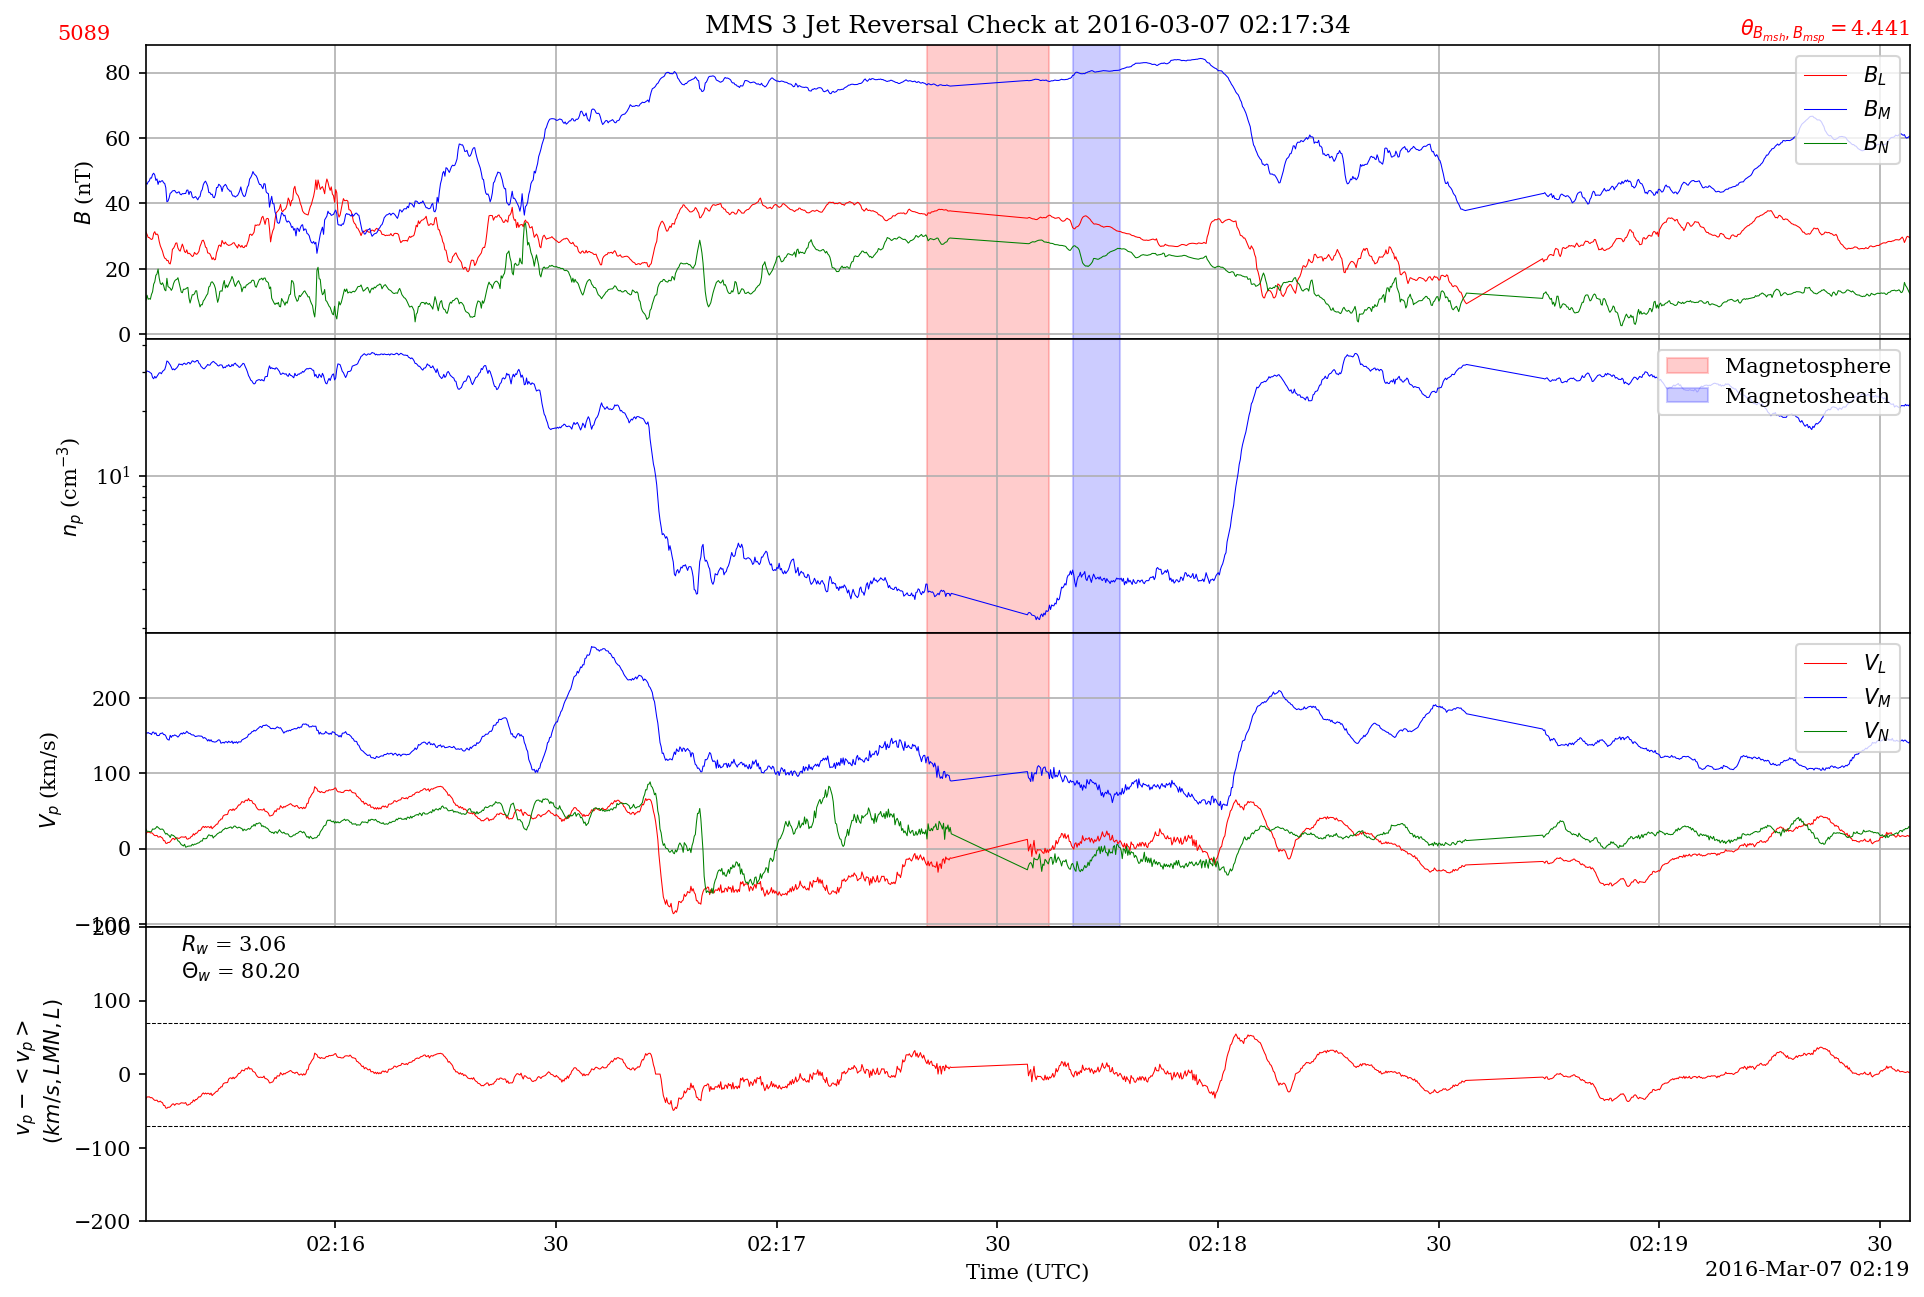 MMS 3 Jet Reversal Check at 2016-03-07 02:17:34
5089
θ_{B_{msh}, B_{msp}} = 4.441
80
60
40
20
0
B (nT)
B_L
B_M
B_N
10^1
n_p (cm^{−3})
Magnetosphere
Magnetosheath
200
100
0
−100
V_p (km/s)
V_L
V_M
V_N
200
100
0
−100
−200
v_p − < v_p >
(km/s, LMN, L)
R_w = 3.06
Θ_w = 80.20
02:16
30
02:17
30
02:18
30
02:19
30
Time (UTC)
2016-Mar-07 02:19